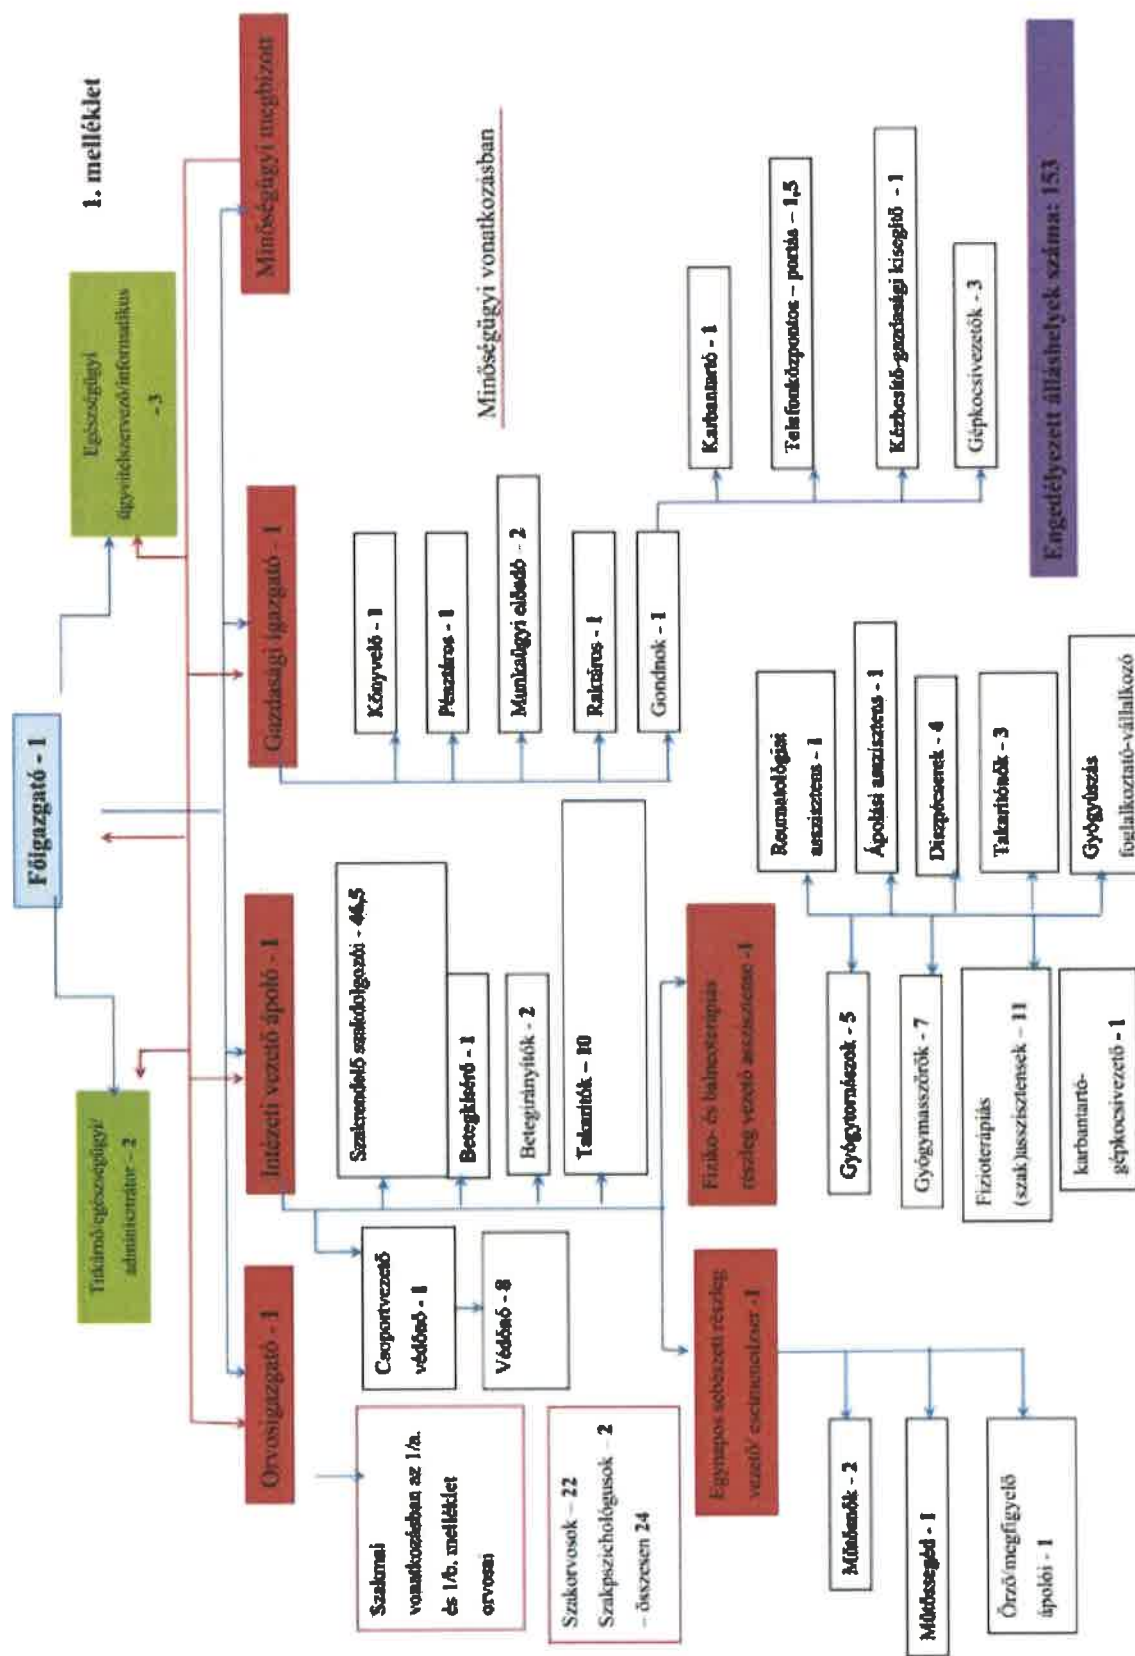 1. melléklet
Főigazgató - 1
Titkárnő/egészségügyi/
adminisztrátor – 2
Egészségügyi
ügyvitelszervező/informatikus
- 3
Orvosigazgató - 1
Intézeti vezető ápoló - 1
Gazdasági igazgató - 1
Minőségügyi megbízott
Szakmai
vonatkozásban az 1/a.
és 1/b. melléklet
orvosai
Szakorvosok – 22
Szakpszichológusok – 2
– összesen 24
Csoportvezető
védőnő - 1
Védőnő - 8
Szakrendelő szakdolgozói - 46,5
Betegkísérő - 1
Betegirányítók - 2
Takarítók – 10
Könyvelő - 1
Pénztáros - 1
Munkaügyi előadó – 2
Raktáros - 1
Gondnok - 1
Minőségügyi vonatkozásban
Karbantartó - 1
Telefonközpontos – portás – 1,5
Kézbesítő-gazdasági kisegítő - 1
Gépkocsivezetők - 3
Egynapos sebészeti részleg
vezető/ esetmenedzser -1
Fiziko- és balneoterápiás
részleg vezető asszisztense -1
Műtősnők - 2
Műtőssegéd - 1
Őrző/megfigyelő
ápolói - 1
Gyógytornászok - 5
Gyógymasszőrök - 7
Fizioterápiás
(szak)asszisztensek – 11
karbantartó-
gépkocsivezető - 1
Reumatológiai
asszisztens - 1
Ápolási asszisztens - 1
Diszpécserek - 4
Takarítónők - 3
Gyógyúszás
foglalkoztató-vállalkozó
Engedélyezett álláshelyek száma: 153